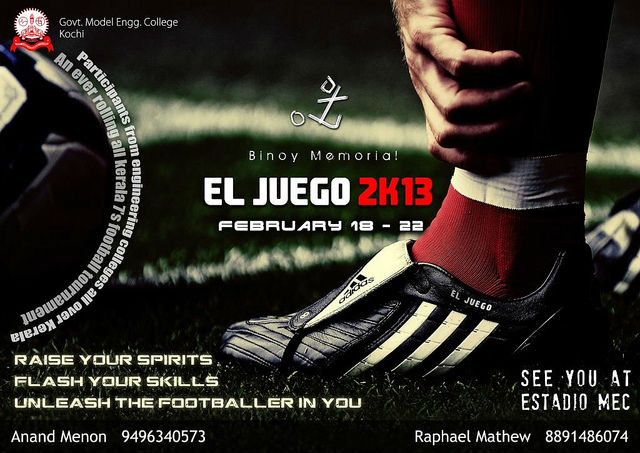 Govt. Model Engg. College
Kochi
Participants from engineering colleges all over Kerala
An ever rolling all kerala 7's football tournament
Binoy Memorial
EL JUEGO 2K13
FEBRUARY 18 - 22
adidas
EL JUEGO
RAISE YOUR SPIRITS
FLASH YOUR SKILLS
UNLEASH THE FOOTBALLER IN YOU
SEE YOU AT
ESTADIO MEC
Anand Menon 9496340573
Raphael Mathew 8891486074